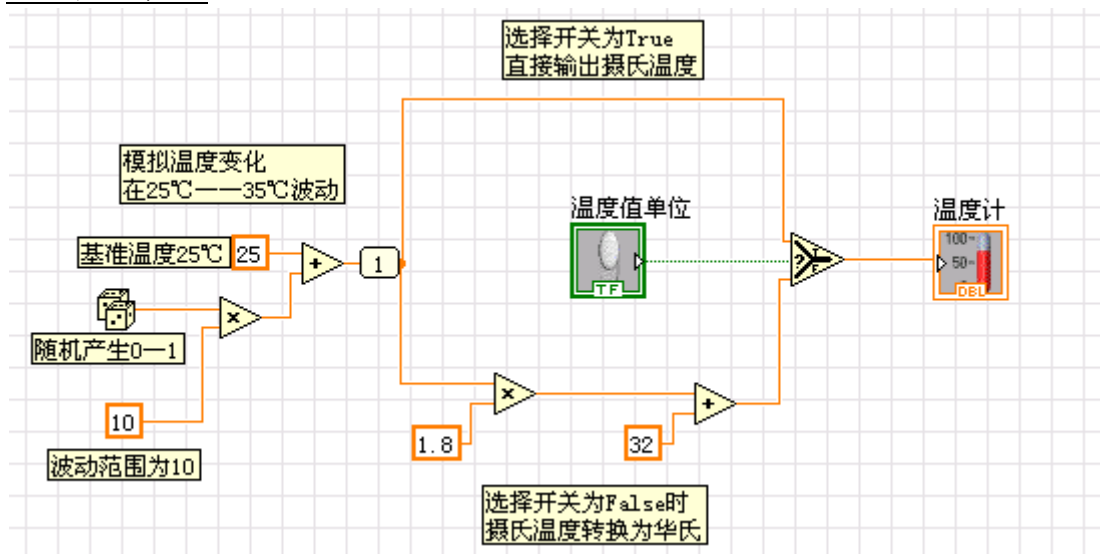 选择开关为True
直接输出摄氏温度
模拟温度变化
在25℃——35℃波动
温度值单位
温度计
基准温度25℃
25
+
1
?
T
F
TF
100
50
DBL
×
随机产生0—1
10
波动范围为10
×
+
1.8
32
选择开关为False时
摄氏温度转换为华氏